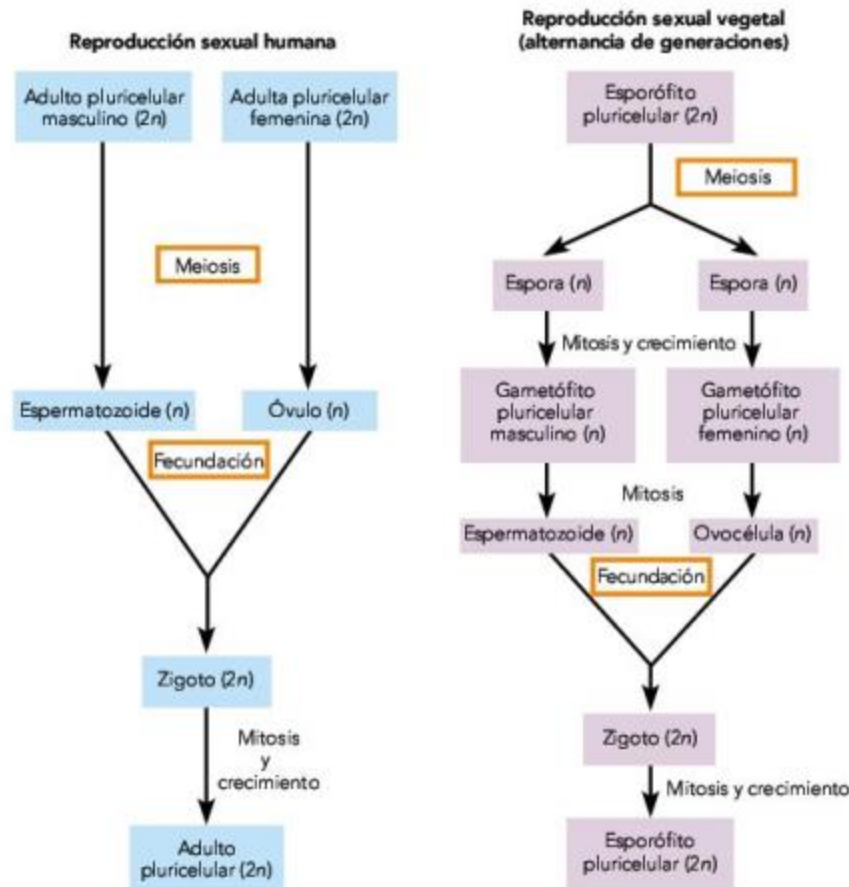 Reproducción sexual humana
Adulto pluricelular
masculino (2n)
Adulta pluricelular
femenina (2n)
Meiosis
Espermatozoide (n)
Óvulo (n)
Fecundación
Zigoto (2n)
Mitosis
y
crecimiento
Adulto
pluricelular (2n)
Reproducción sexual vegetal
(alternancia de generaciones)
Esporófito
pluricelular (2n)
Meiosis
Espora (n)
Espora (n)
Mitosis y crecimiento
Gametófito
pluricelular
masculino (n)
Gametófito
pluricelular
femenino (n)
Mitosis
Espermatozoide (n)
Ovocélula (n)
Fecundación
Zigoto (2n)
Mitosis y crecimiento
Esporófito
pluricelular (2n)